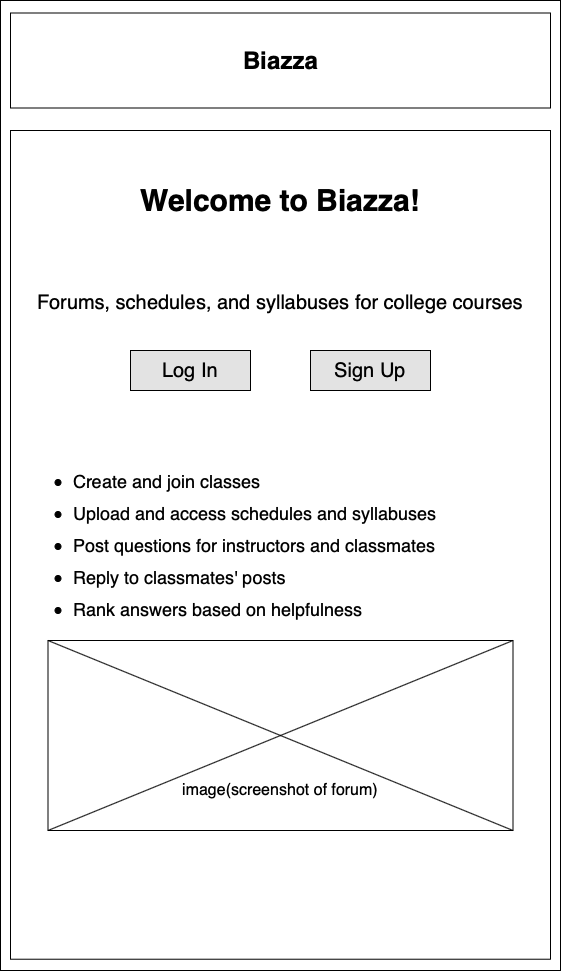 Biazza
Welcome to Biazza!
Forums, schedules, and syllabuses for college courses
Log In
Sign Up
• Create and join classes
• Upload and access schedules and syllabuses
• Post questions for instructors and classmates
• Reply to classmates' posts
• Rank answers based on helpfulness
image(screenshot of forum)